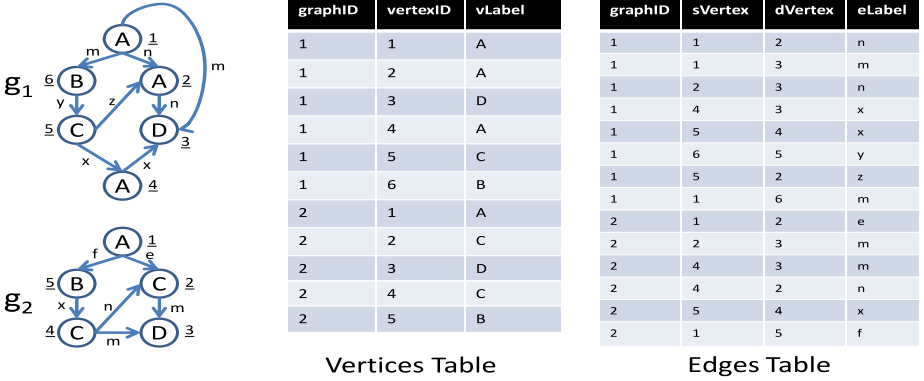 g1
A 1
m n m
6 B A 2
y z n
5 C D 3
x x
A 4
g2
A 1
f e
5 B C 2
x n m
4 C D 3
m
graphID vertexID vLabel
1 1 A
1 2 A
1 3 D
1 4 A
1 5 C
1 6 B
2 1 A
2 2 C
2 3 D
2 4 C
2 5 B
Vertices Table
graphID sVertex dVertex eLabel
1 1 2 n
1 1 3 m
1 2 3 n
1 4 3 x
1 5 4 x
1 6 5 y
1 5 2 z
1 1 6 m
2 1 2 e
2 2 3 m
2 4 3 m
2 4 2 n
2 5 4 x
2 1 5 f
Edges Table